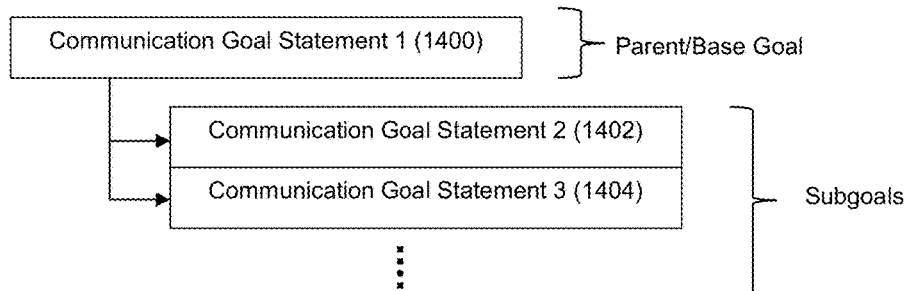 Communication Goal Statement 1 (1400)
Parent/Base Goal
Communication Goal Statement 2 (1402)
Communication Goal Statement 3 (1404)
Subgoals